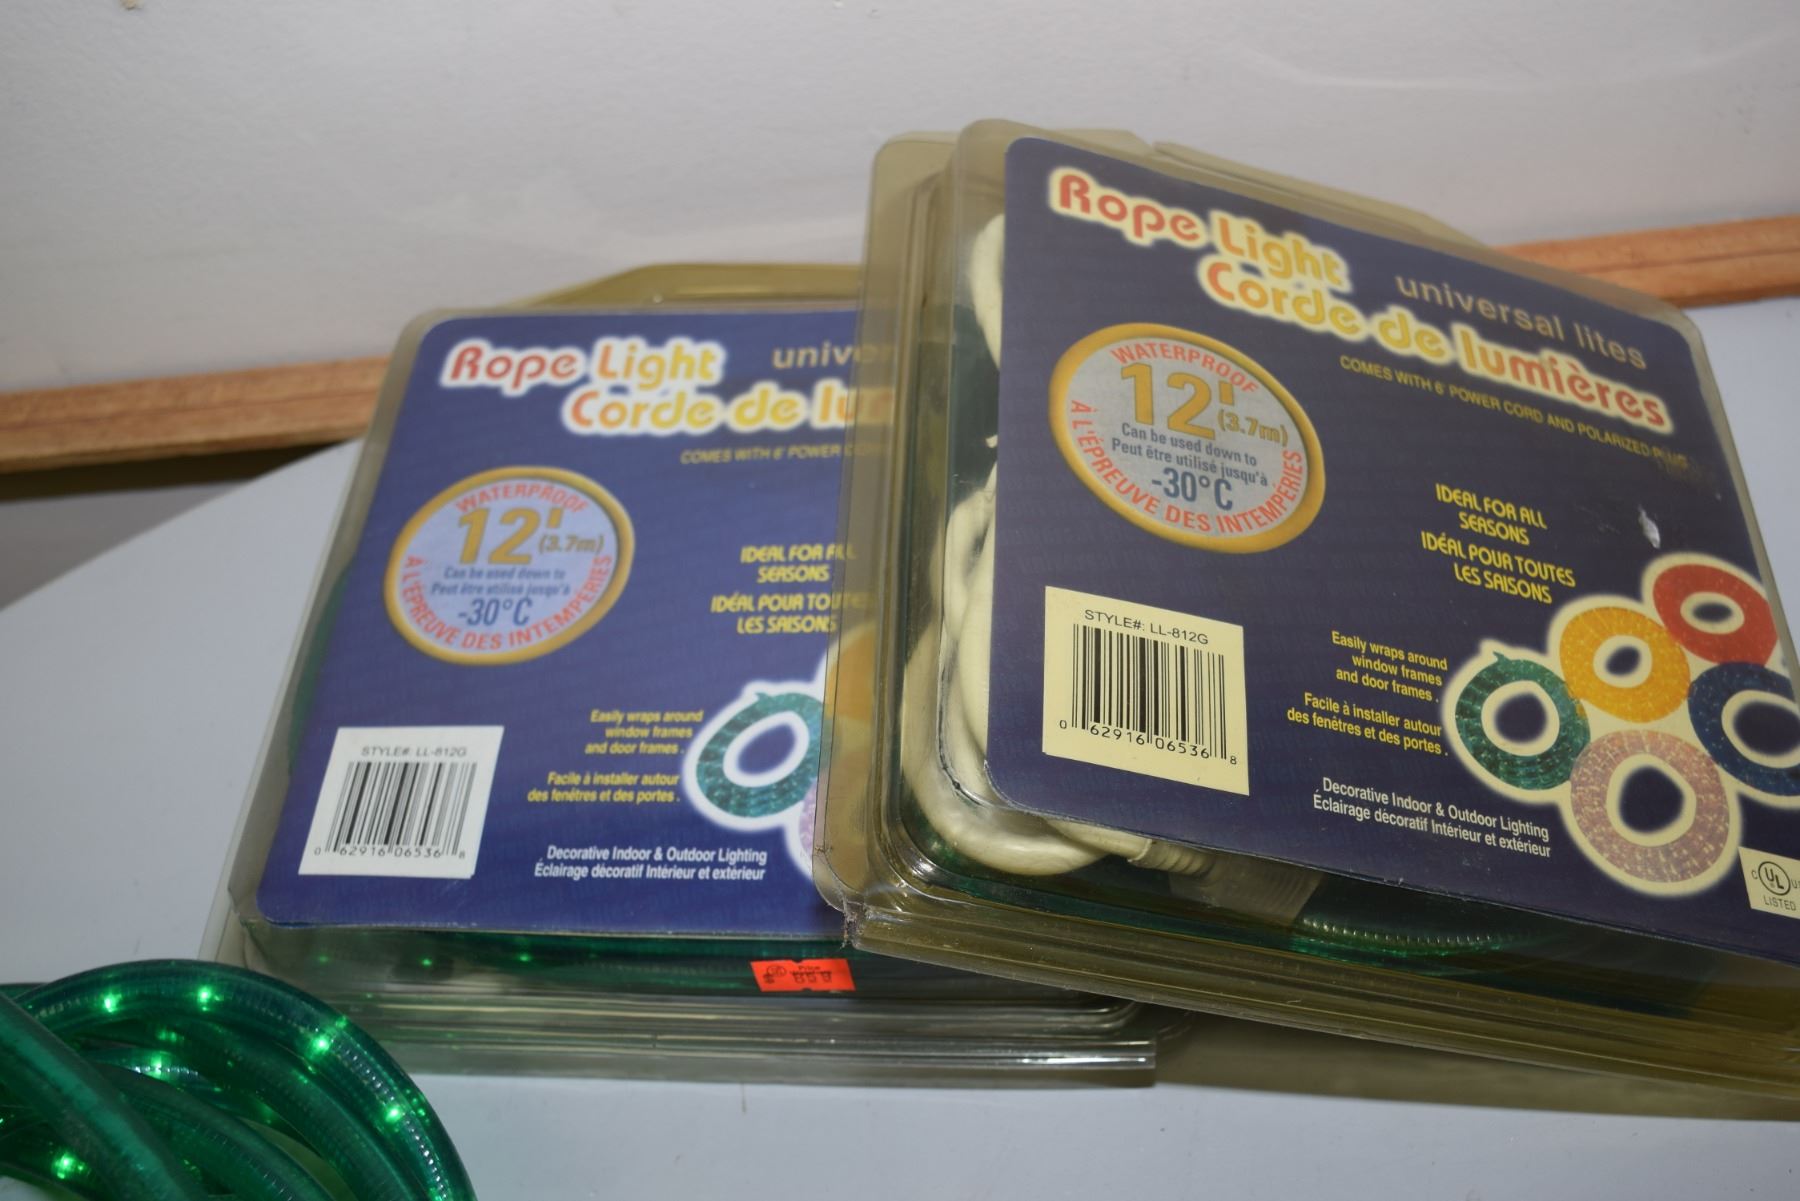 Rope Light
Corde de
COMES WITH 6' POWER
WATERPROOF
12'
(3.7m)
Can be used down to
Peut être utilisé jusqu'à
-30°C
À L'ÉPREUVE DES INTEMPÉRIES
IDEAL FOR ALL
SEASONS
IDÉAL POUR TOUTES
LES SAISONS
Easily wraps around
window frames
and door frames.
Facile à installer autour
des fenêtres et des portes.
STYLE#: LL-812G
0 62916 06536 8
Decorative Indoor & Outdoor Lighting
Éclairage décoratif Intérieur et extérieur
Price
$ 899
Rope Light
universal lites
Corde de lumières
COMES WITH 6' POWER CORD AND POLARIZED PLUG
WATERPROOF
12'
(3.7m)
Can be used down to
Peut être utilisé jusqu'à
-30°C
À L'ÉPREUVE DES INTEMPÉRIES
IDEAL FOR ALL
SEASONS
IDÉAL POUR TOUTES
LES SAISONS
STYLE#: LL-812G
0 62916 06536 8
Easily wraps around
window frames
and door frames.
Facile à installer autour
des fenêtres et des portes.
Decorative Indoor & Outdoor Lighting
Éclairage décoratif Intérieur et extérieur
C UL US
LISTED